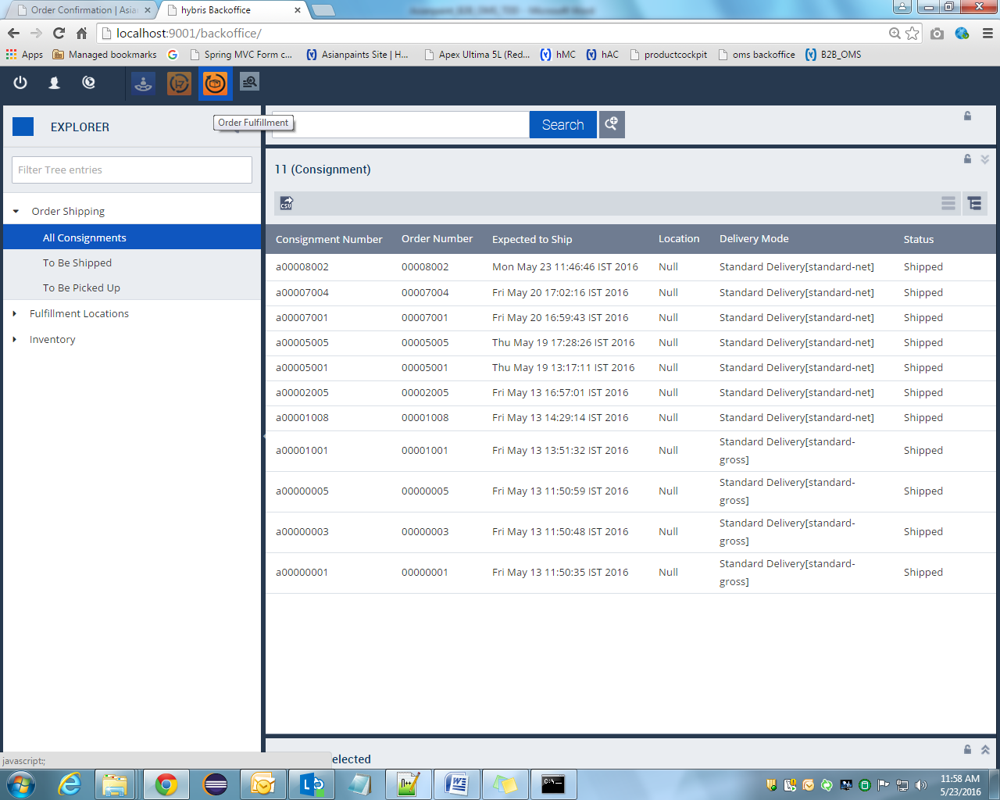 Order Confirmation | Asia
hybris Backoffice
localhost:9001/backoffice/
Apps Managed bookmarks Spring MVC Form c... Asianpaints Site | H... Apex Ultima 5L (Red... hMC hAC productcockpit oms backoffice B2B_OMS
EXPLORER
Order Fulfillment
Search
Filter Tree entries
11 (Consignment)
Order Shipping
All Consignments
To Be Shipped
To Be Picked Up
Fulfillment Locations
Inventory
CSV
Consignment Number Order Number Expected to Ship Location Delivery Mode Status
a00008002 00008002 Mon May 23 11:46:46 IST 2016 Null Standard Delivery[standard-net] Shipped
a00007004 00007004 Fri May 20 17:02:16 IST 2016 Null Standard Delivery[standard-net] Shipped
a00007001 00007001 Fri May 20 16:59:43 IST 2016 Null Standard Delivery[standard-net] Shipped
a00005005 00005005 Thu May 19 17:28:26 IST 2016 Null Standard Delivery[standard-net] Shipped
a00005001 00005001 Thu May 19 13:17:11 IST 2016 Null Standard Delivery[standard-net] Shipped
a00002005 00002005 Fri May 13 16:57:01 IST 2016 Null Standard Delivery[standard-net] Shipped
a00001008 00001008 Fri May 13 14:29:14 IST 2016 Null Standard Delivery[standard-net] Shipped
a00001001 00001001 Fri May 13 13:51:32 IST 2016 Null Standard Delivery[standard-
gross] Shipped
a00000005 00000005 Fri May 13 11:50:59 IST 2016 Null Standard Delivery[standard-
gross] Shipped
a00000003 00000003 Fri May 13 11:50:48 IST 2016 Null Standard Delivery[standard-
gross] Shipped
a00000001 00000001 Fri May 13 11:50:35 IST 2016 Null Standard Delivery[standard-
gross] Shipped
elected
javascript:;
11:58 AM
5/23/2016